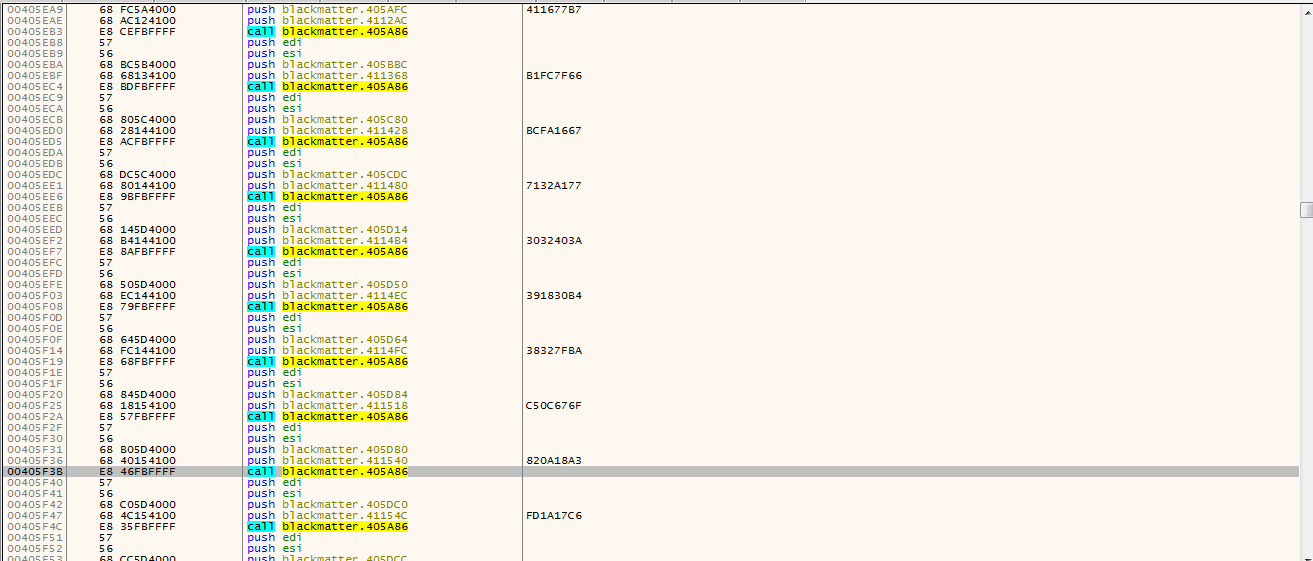 00405EA9 68 FC5A4000 push blackmatter.405AFC 411677B7
00405EAE 68 AC124100 push blackmatter.4112AC
00405EB3 E8 CEFBFFFF call blackmatter.405A86
00405EB8 57 push edi
00405EB9 56 push esi
00405EBA 68 BC5B4000 push blackmatter.405BBC
00405EBF 68 68134100 push blackmatter.411368 B1FC7F66
00405EC4 E8 BDFBFFFF call blackmatter.405A86
00405EC9 57 push edi
00405ECA 56 push esi
00405ECB 68 805C4000 push blackmatter.405C80
00405ED0 68 28144100 push blackmatter.411428 BCFA1667
00405ED5 E8 ACFBFFFF call blackmatter.405A86
00405EDA 57 push edi
00405EDB 56 push esi
00405EDC 68 DC5C4000 push blackmatter.405CDC
00405EE1 68 80144100 push blackmatter.411480 7132A177
00405EE6 E8 9BFBFFFF call blackmatter.405A86
00405EEB 57 push edi
00405EEC 56 push esi
00405EED 68 145D4000 push blackmatter.405D14
00405EF2 68 B4144100 push blackmatter.4114B4 3032403A
00405EF7 E8 8AFBFFFF call blackmatter.405A86
00405EFC 57 push edi
00405EFD 56 push esi
00405EFE 68 505D4000 push blackmatter.405D50
00405F03 68 EC144100 push blackmatter.4114EC 391830B4
00405F08 E8 79FBFFFF call blackmatter.405A86
00405F0D 57 push edi
00405F0E 56 push esi
00405F0F 68 645D4000 push blackmatter.405D64
00405F14 68 FC144100 push blackmatter.4114FC 38327FBA
00405F19 E8 68FBFFFF call blackmatter.405A86
00405F1E 57 push edi
00405F1F 56 push esi
00405F20 68 845D4000 push blackmatter.405D84
00405F25 68 18154100 push blackmatter.411518 C50C676F
00405F2A E8 57FBFFFF call blackmatter.405A86
00405F2F 57 push edi
00405F30 56 push esi
00405F31 68 B05D4000 push blackmatter.405DB0
00405F36 68 40154100 push blackmatter.411540 820A18A3
00405F3B E8 46FBFFFF call blackmatter.405A86
00405F40 57 push edi
00405F41 56 push esi
00405F42 68 C05D4000 push blackmatter.405DC0
00405F47 68 4C154100 push blackmatter.41154C FD1A17C6
00405F4C E8 35FBFFFF call blackmatter.405A86
00405F51 57 push edi
00405F52 56 push esi
00405F53 68 CC5D4000 push blackmatter.405DCC